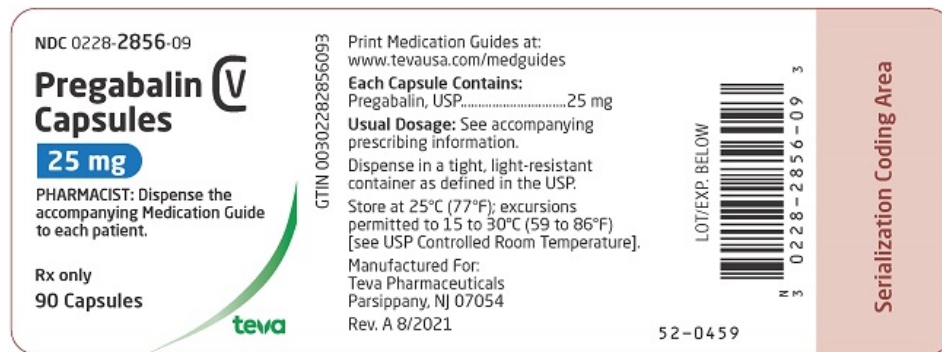 NDC 0228-2856-09
Pregabalin CV
Capsules
25 mg
PHARMACIST: Dispense the
accompanying Medication Guide
to each patient.
Rx only
90 Capsules
teva
GTIN 00302282856093
Print Medication Guides at:
www.tevausa.com/medguides
Each Capsule Contains:
Pregabalin, USP..............................25 mg
Usual Dosage: See accompanying
prescribing information.
Dispense in a tight, light-resistant
container as defined in the USP.
Store at 25°C (77°F); excursions
permitted to 15 to 30°C (59 to 86°F)
[see USP Controlled Room Temperature].
Manufactured For:
Teva Pharmaceuticals
Parsippany, NJ 07054
Rev. A 8/2021
52-0459
LOT/EXP. BELOW
N 3 0228-2856-09 3
Serialization Coding Area